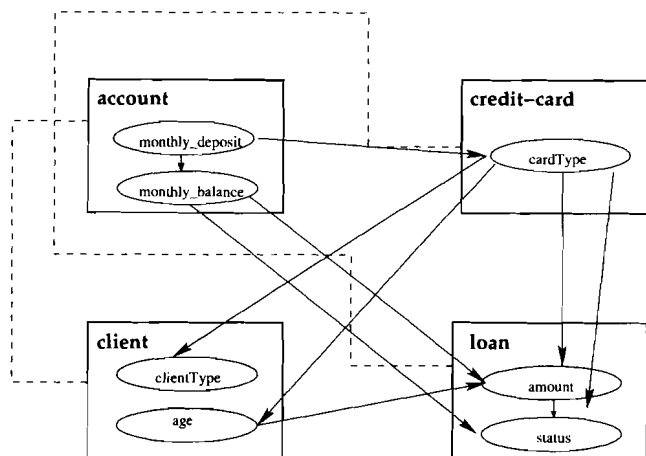 account
monthly_deposit
monthly_balance
credit-card
cardType
client
clientType
age
loan
amount
status